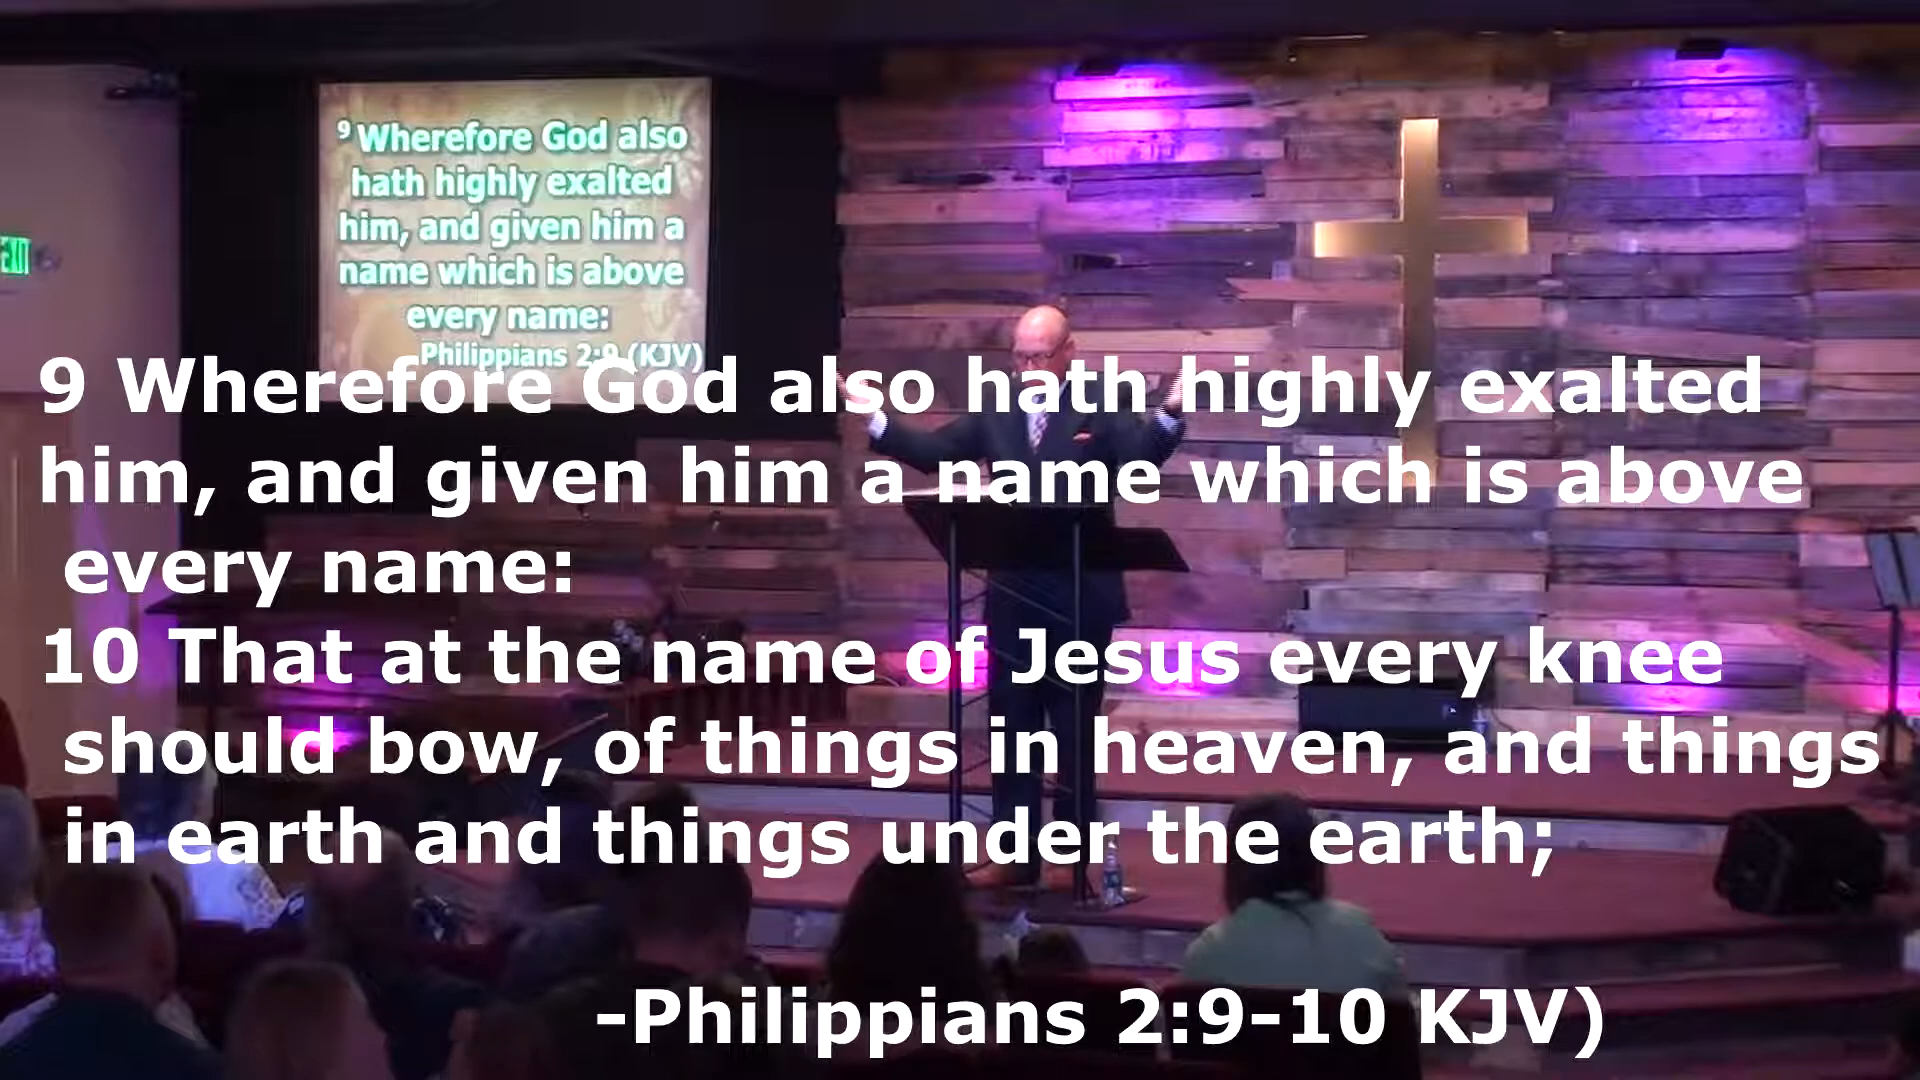 EXIT
9 Wherefore God also
hath highly exalted
him, and given him a
name which is above
every name:
Philippians 2:9 (KJV)
9 Wherefore God also hath highly exalted
him, and given him a name which is above
every name:
10 That at the name of Jesus every knee
should bow, of things in heaven, and things
in earth and things under the earth;
-Philippians 2:9-10 KJV)